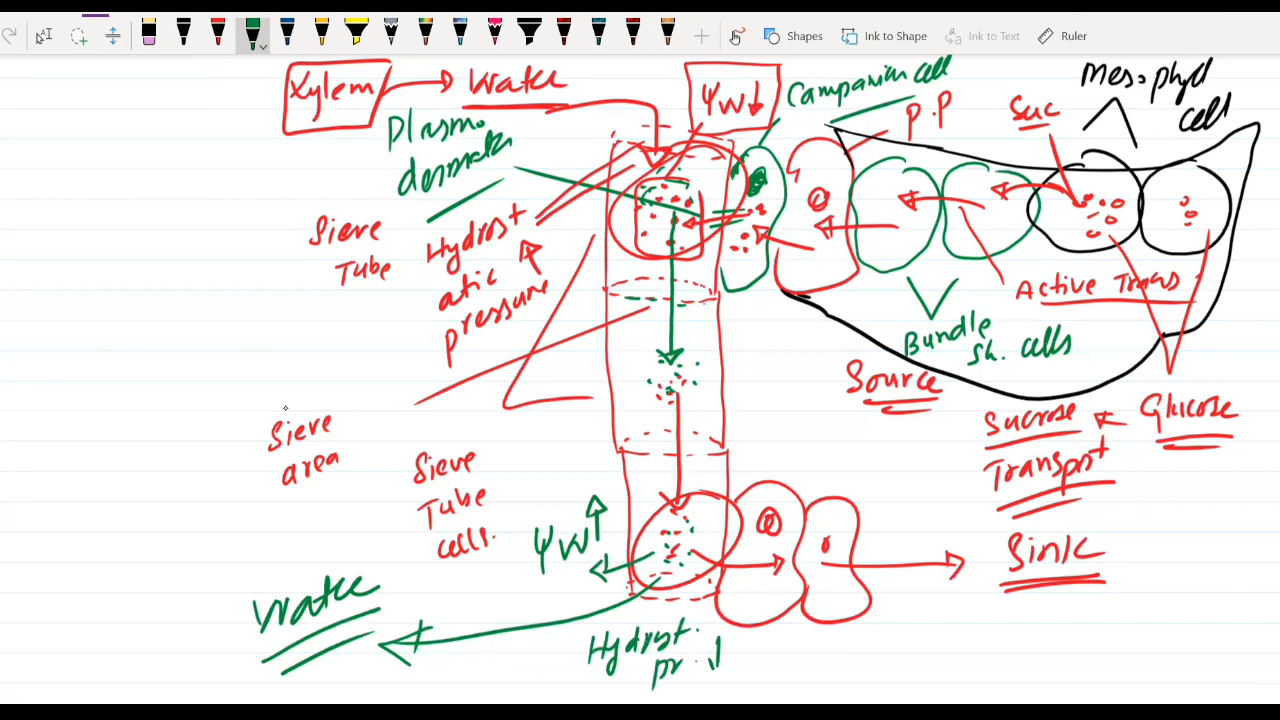 Shapes
Ink to Shape
Ink to Text
Ruler
Xylem
Water
ΨW↓
Companion cell
P.P
Suc
Mesophyl
cell
Plasmo
desmata
Sieve
Tube
Hydrost
atic
pressure
Active Trans
Bundle
Sh. cells
Source
Glucose
Sucrose
Transport
Sieve
area
Sieve
Tube
cells.
ΨW↑
Sink
Water
Hydrost.
pr. ↓